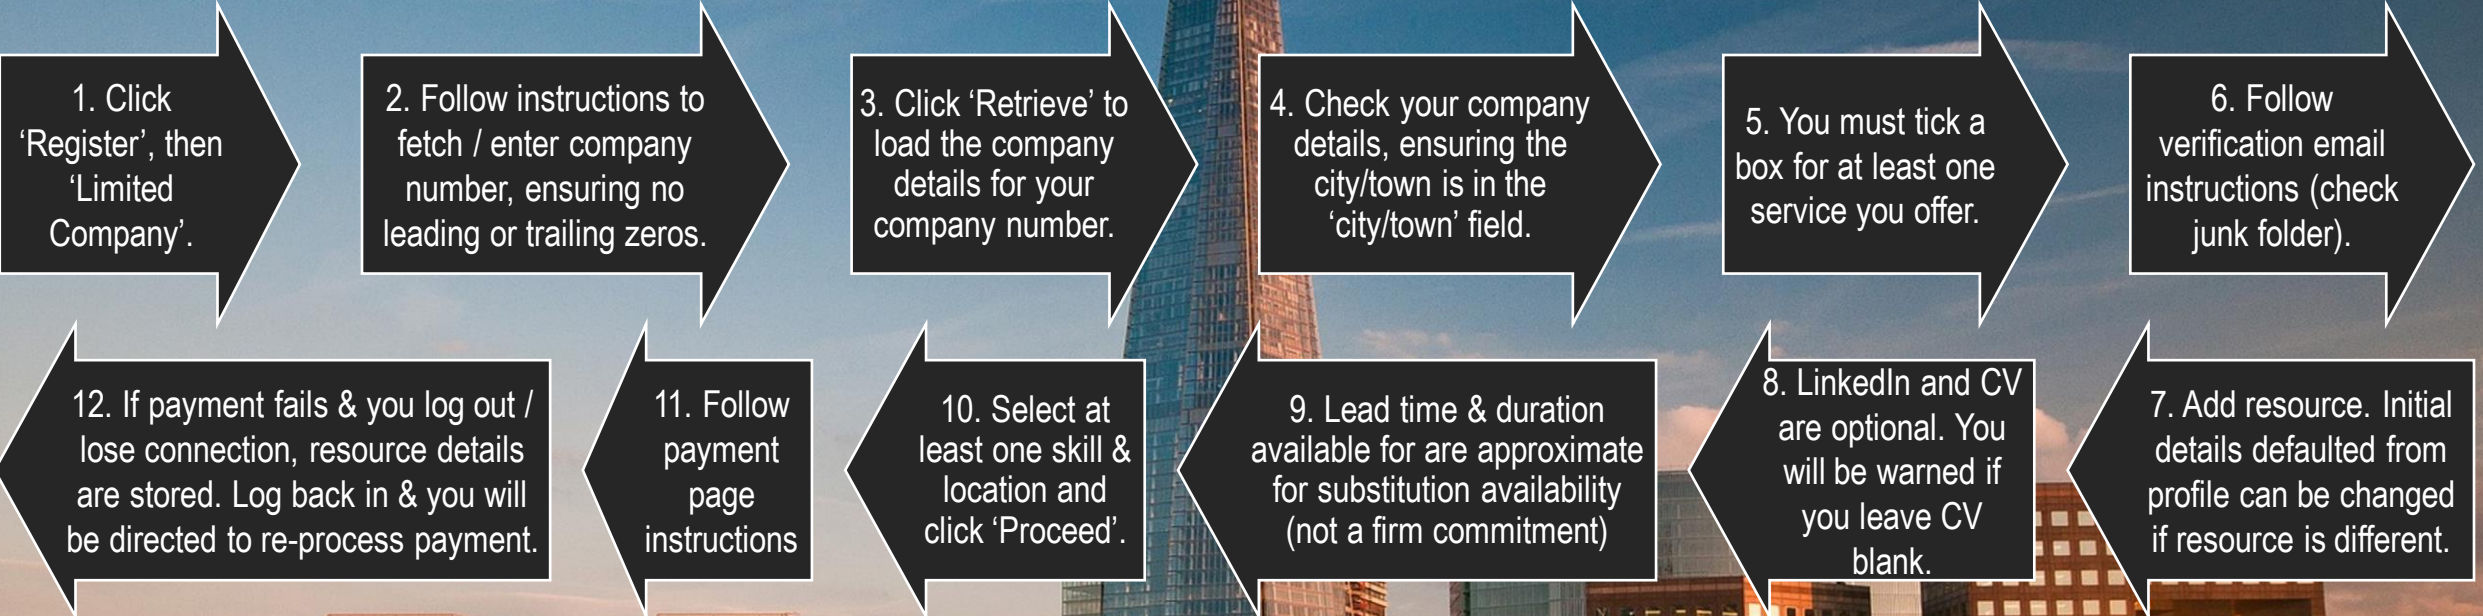 1. Click
‘Register’, then
‘Limited
Company’.
2. Follow instructions to
fetch / enter company
number, ensuring no
leading or trailing zeros.
3. Click ‘Retrieve’ to
load the company
details for your
company number.
4. Check your company
details, ensuring the
city/town is in the
‘city/town’ field.
5. You must tick a
box for at least one
service you offer.
6. Follow
verification email
instructions (check
junk folder).
7. Add resource. Initial
details defaulted from
profile can be changed
if resource is different.
8. LinkedIn and CV
are optional. You
will be warned if
you leave CV
blank.
9. Lead time & duration
available for are approximate
for substitution availability
(not a firm commitment)
10. Select at
least one skill &
location and
click ‘Proceed’.
11. Follow
payment
page
instructions
12. If payment fails & you log out /
lose connection, resource details
are stored. Log back in & you will
be directed to re-process payment.